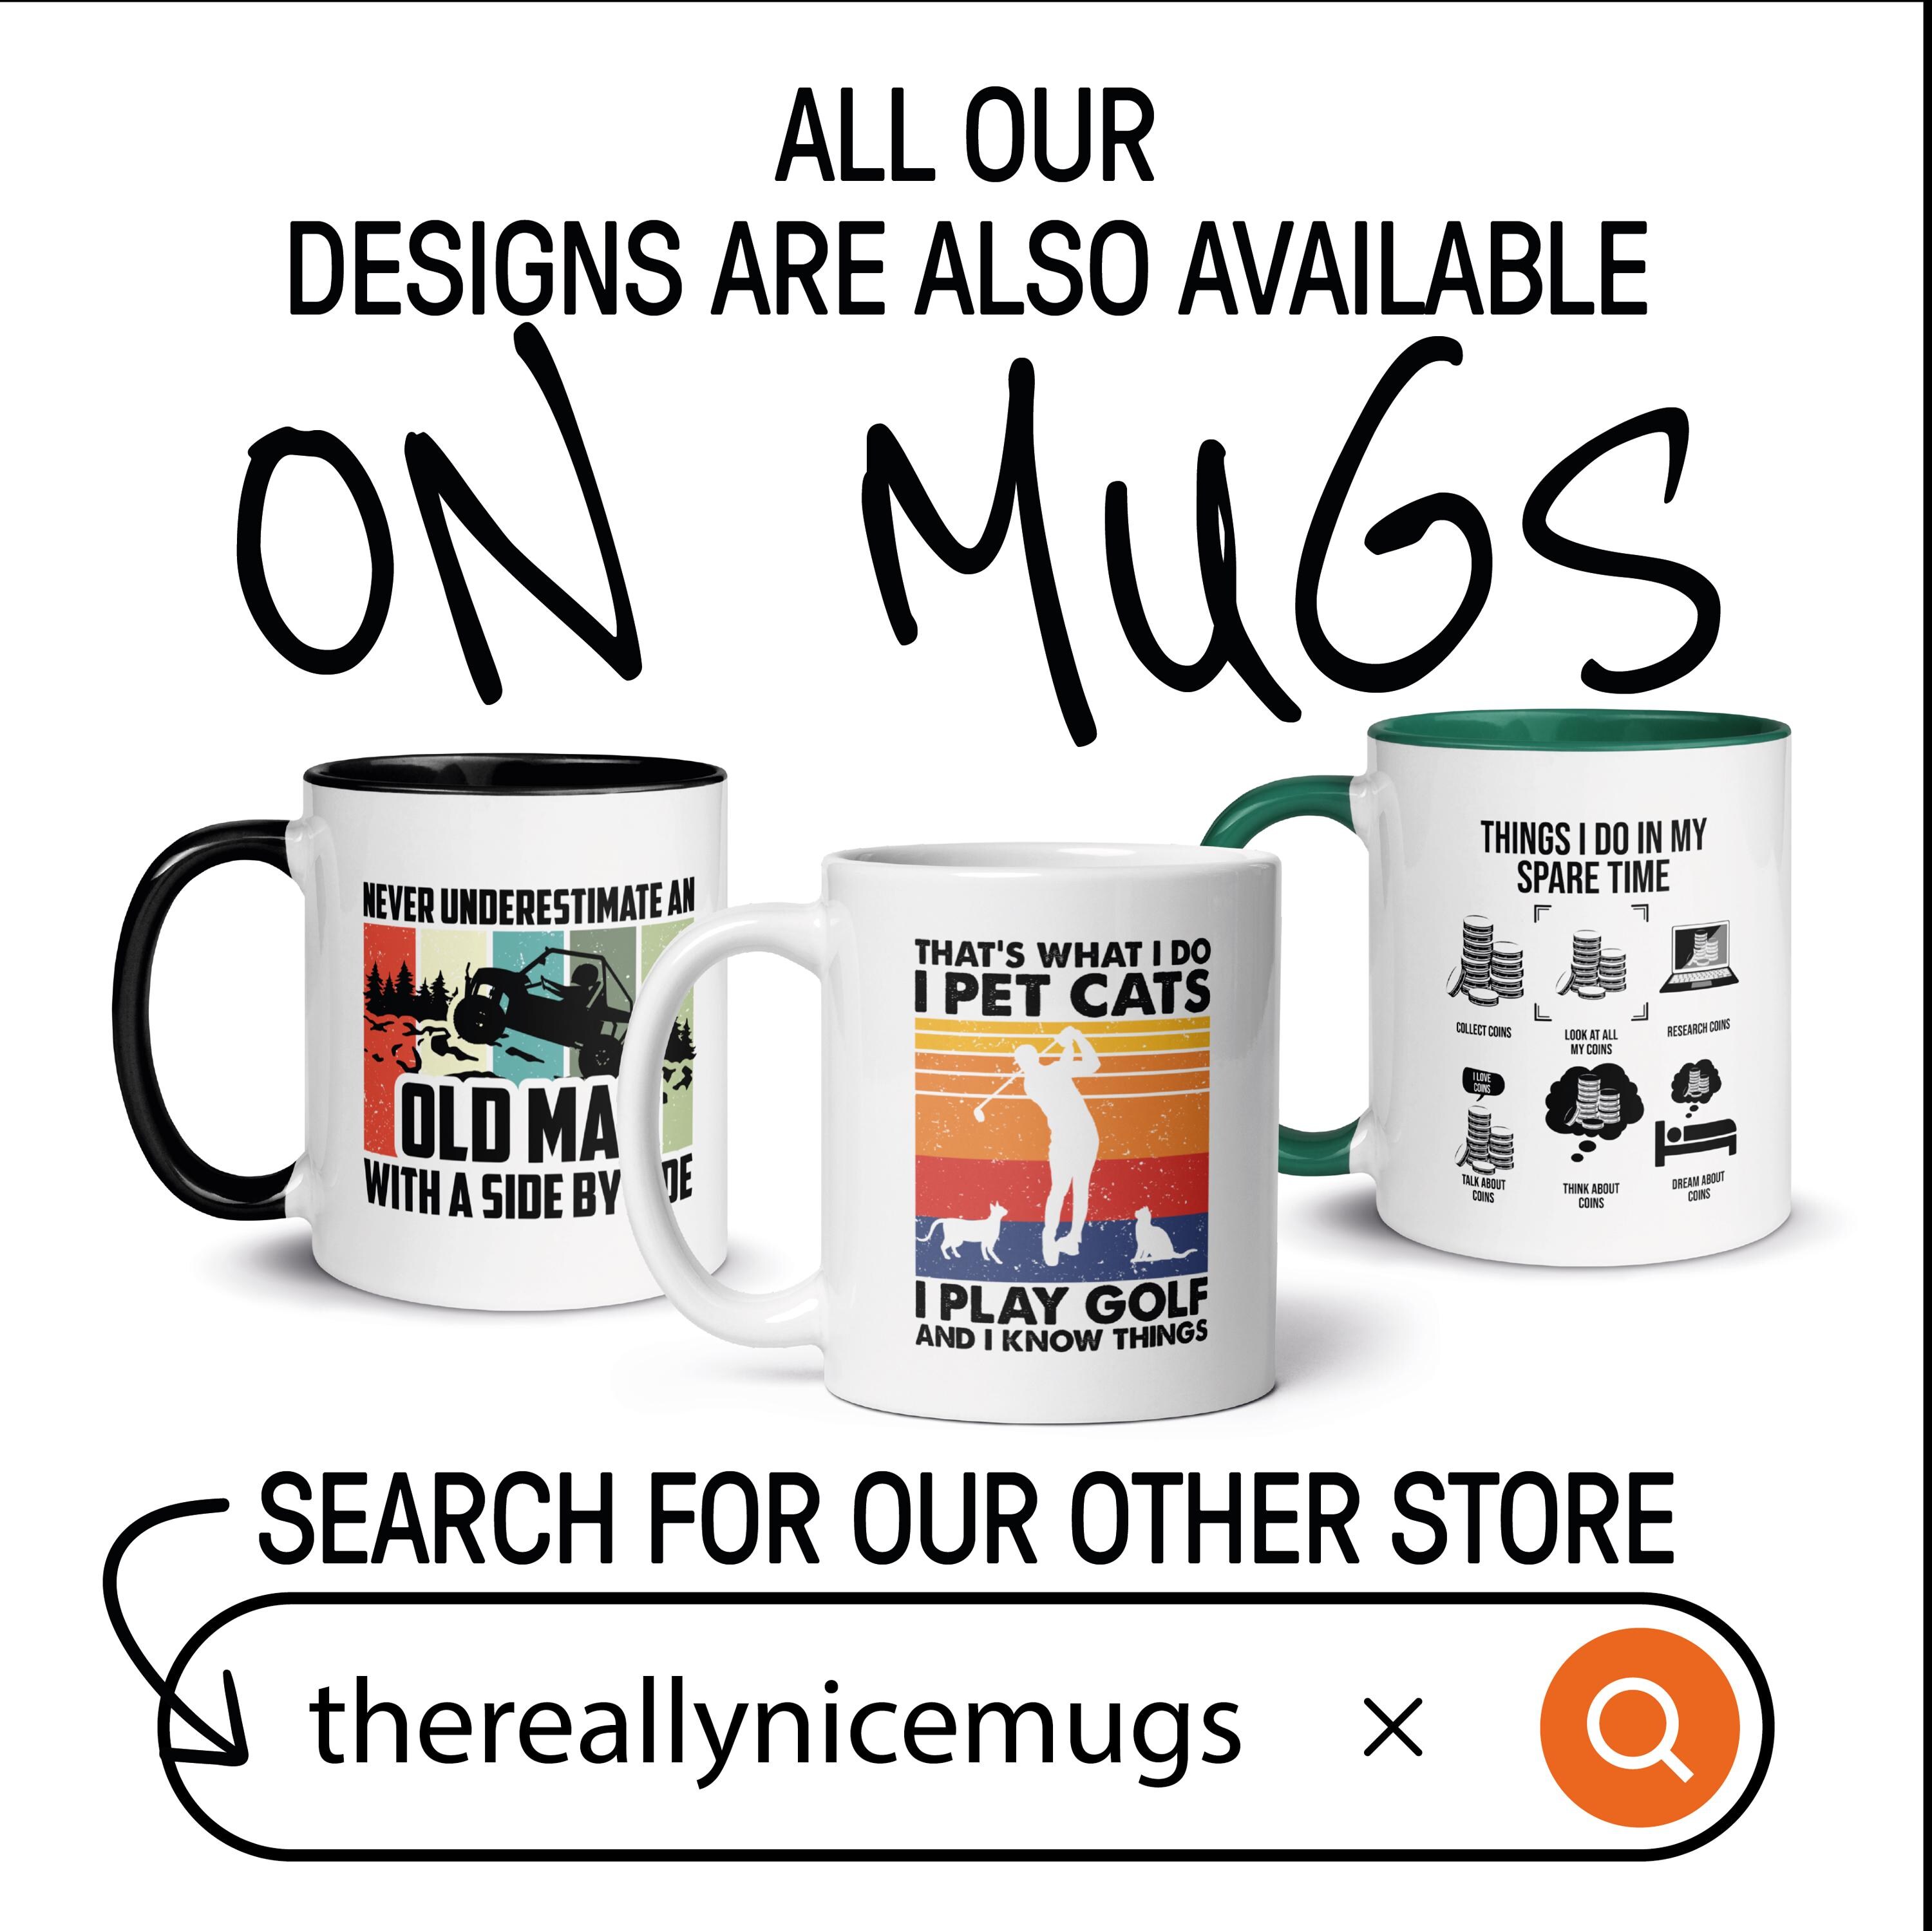 ALL OUR
DESIGNS ARE ALSO AVAILABLE
ON MUGS
NEVER UNDERESTIMATE AN
OLD MA
WITH A SIDE BY DE
THAT'S WHAT I DO
I PET CATS
I PLAY GOLF
AND I KNOW THINGS
THINGS I DO IN MY
SPARE TIME
COLLECT COINS
LOOK AT ALL
MY COINS
RESEARCH COINS
I LOVE
COINS
TALK ABOUT
COINS
THINK ABOUT
COINS
DREAM ABOUT
COINS
SEARCH FOR OUR OTHER STORE
thereallynicemugs